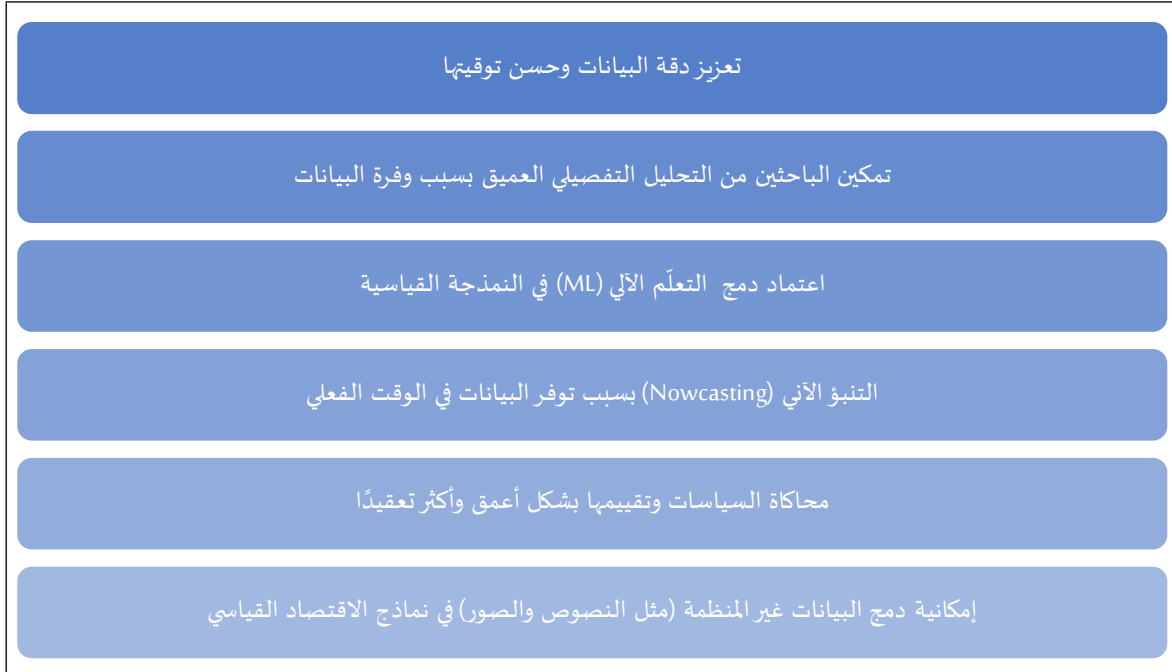 تعزيز دقة البيانات وحسن توقيتها
تمكين الباحثين من التحليل التفصيلي العميق بسبب وفرة البيانات
اعتماد دمج التعلّم الآلي (ML) في النمذجة القياسية
التنبؤ الآني (Nowcasting) بسبب توفر البيانات في الوقت الفعلي
محاكاة السياسات وتقييمها بشكل أعمق وأكثر تعقيدًا
إمكانية دمج البيانات غير المنظمة (مثل النصوص والصور) في نماذج الاقتصاد القياسي